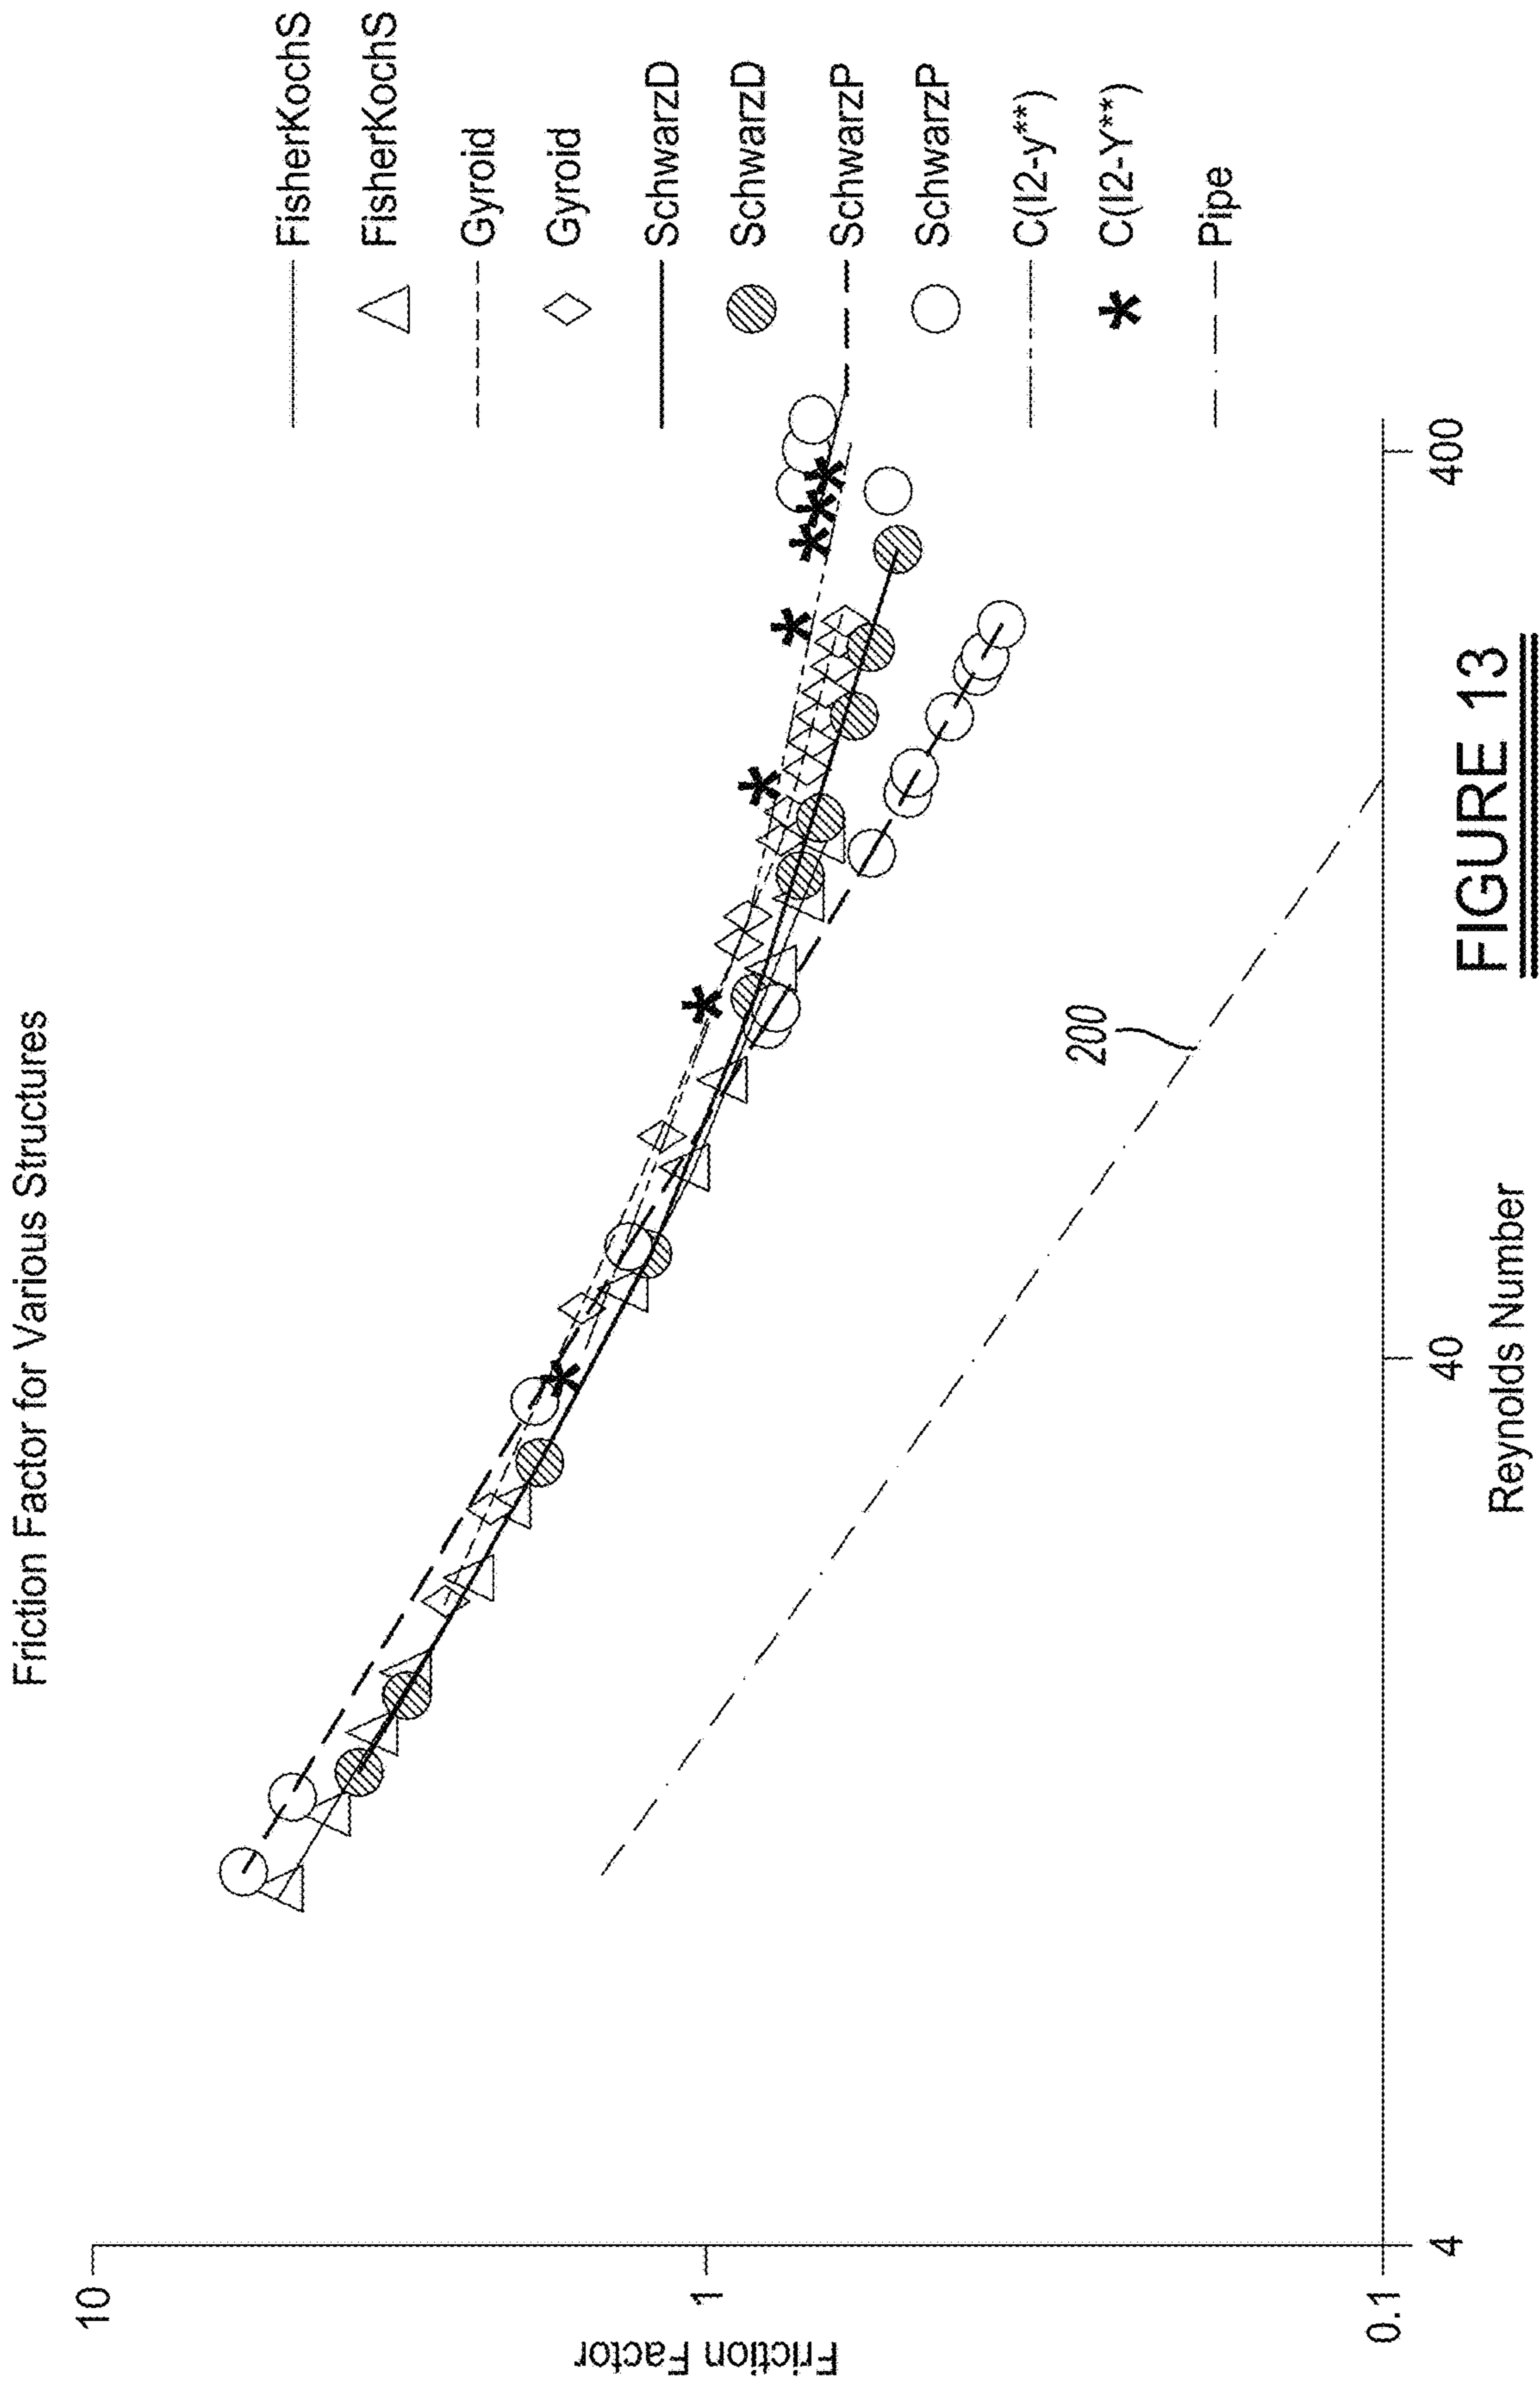 Friction Factor for Various Structures
Friction Factor
10
1
0.1
4
40
400
Reynolds Number
200
FisherKochS
FisherKochS
Gyroid
Gyroid
SchwarzD
SchwarzD
SchwarzP
SchwarzP
C(I2-y**)
C(I2-Y**)
Pipe
FIGURE 13